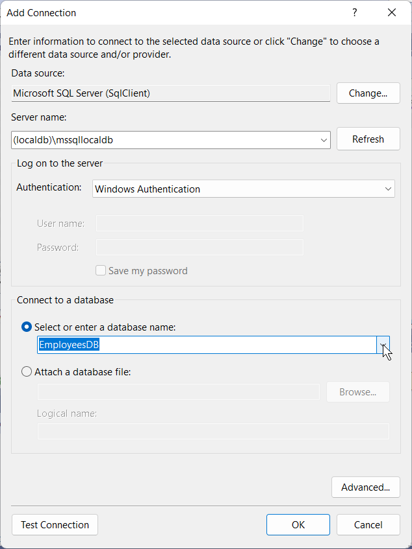 Add Connection
?
Enter information to connect to the selected data source or click "Change" to choose a
different data source and/or provider.
Data source:
Microsoft SQL Server (SqlClient)
Change...
Server name:
(localdb)\mssqllocaldb
Refresh
Log on to the server
Authentication:
Windows Authentication
User name:
Password:
Save my password
Connect to a database
Select or enter a database name:
EmployeesDB
Attach a database file:
Browse...
Logical name:
Advanced...
Test Connection
OK
Cancel